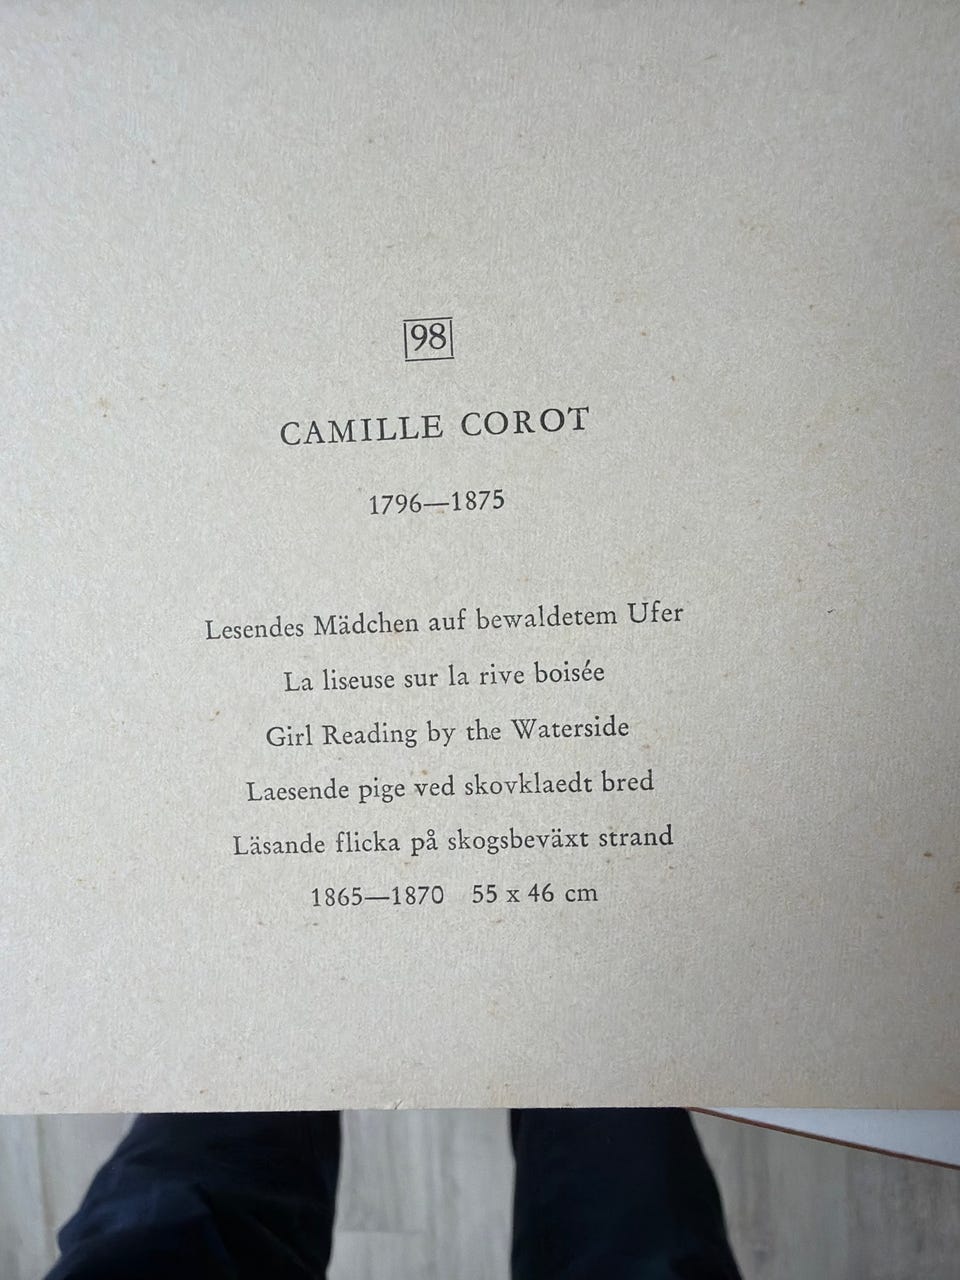 98
CAMILLE COROT
1796—1875
Lesendes Mädchen auf bewaldetem Ufer
La liseuse sur la rive boisée
Girl Reading by the Waterside
Laesende pige ved skovklaedt bred
Läsande flicka på skogsbeväxt strand
1865—1870 55 x 46 cm